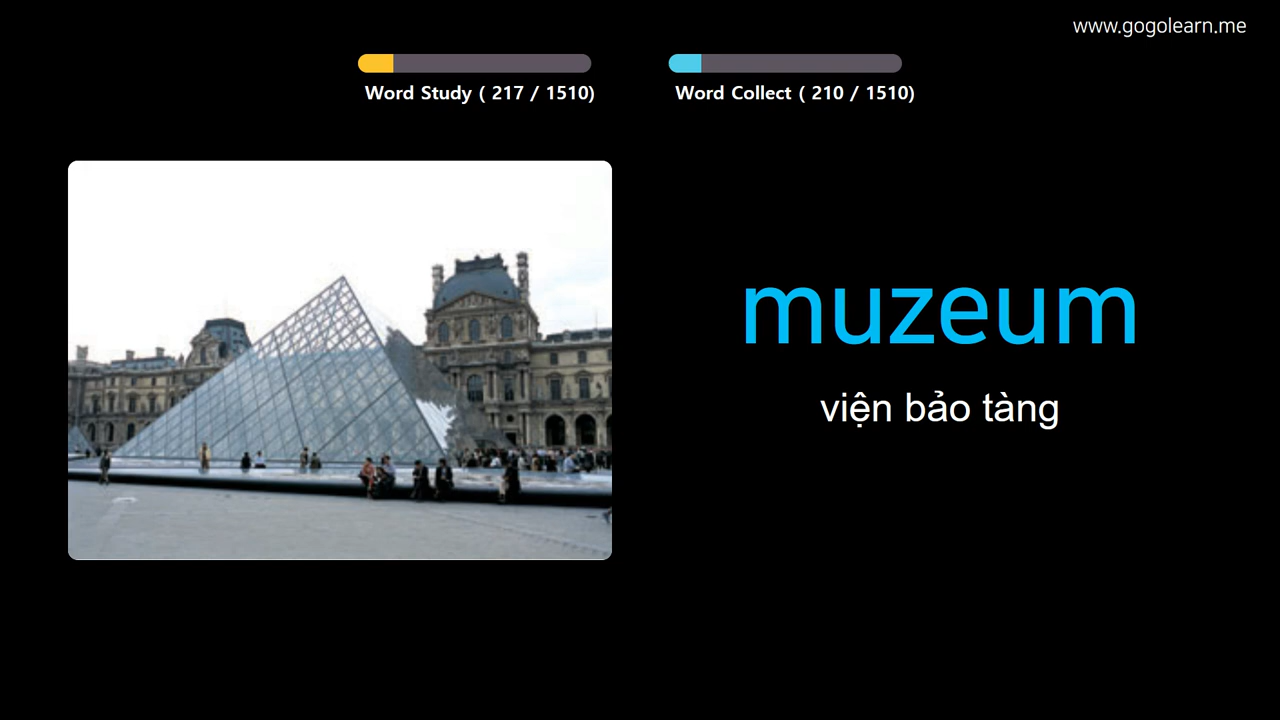 www.gogolearn.me
Word Study ( 217 / 1510)
Word Collect ( 210 / 1510)
muzeum
viện bảo tàng